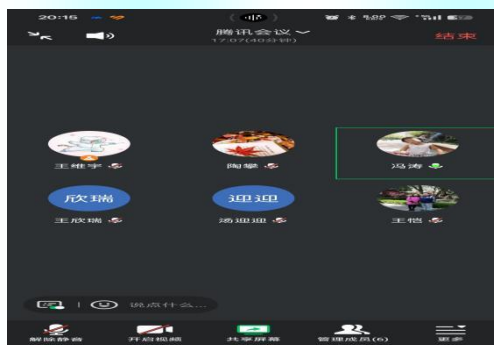 20:15
腾讯会议
17:07(40分钟)
结束
王维宇 陶攀 冯涛
欣瑞 迎迎
王欣瑞 汤迎迎 王恺
说点什么...
解除静音 开启视频 共享屏幕 管理成员(6) 更多